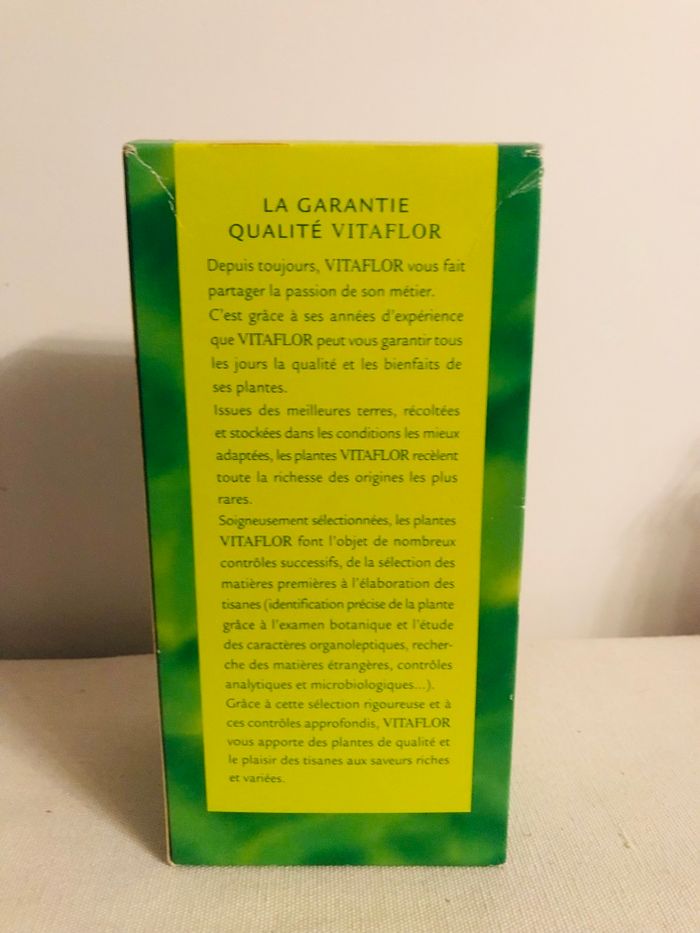 LA GARANTIE
QUALITÉ VITAFLOR
Depuis toujours, VITAFLOR vous fait
partager la passion de son métier.
C'est grâce à ses années d'expérience
que VITAFLOR peut vous garantir tous
les jours la qualité et les bienfaits de
ses plantes.
Issues des meilleures terres, récoltées
et stockées dans les conditions les mieux
adaptées, les plantes VITAFLOR recèlent
toute la richesse des origines les plus
rares.
Soigneusement sélectionnées, les plantes
VITAFLOR font l'objet de nombreux
contrôles successifs, de la sélection des
matières premières à l'élaboration des
tisanes (identification précise de la plante
grâce à l'examen botanique et l'étude
des caractères organoleptiques, recher-
che des matières étrangères, contrôles
analytiques et microbiologiques...).
Grâce à cette sélection rigoureuse et à
ces contrôles approfondis, VITAFLOR
vous apporte des plantes de qualité et
le plaisir des tisanes aux saveurs riches
et variées.